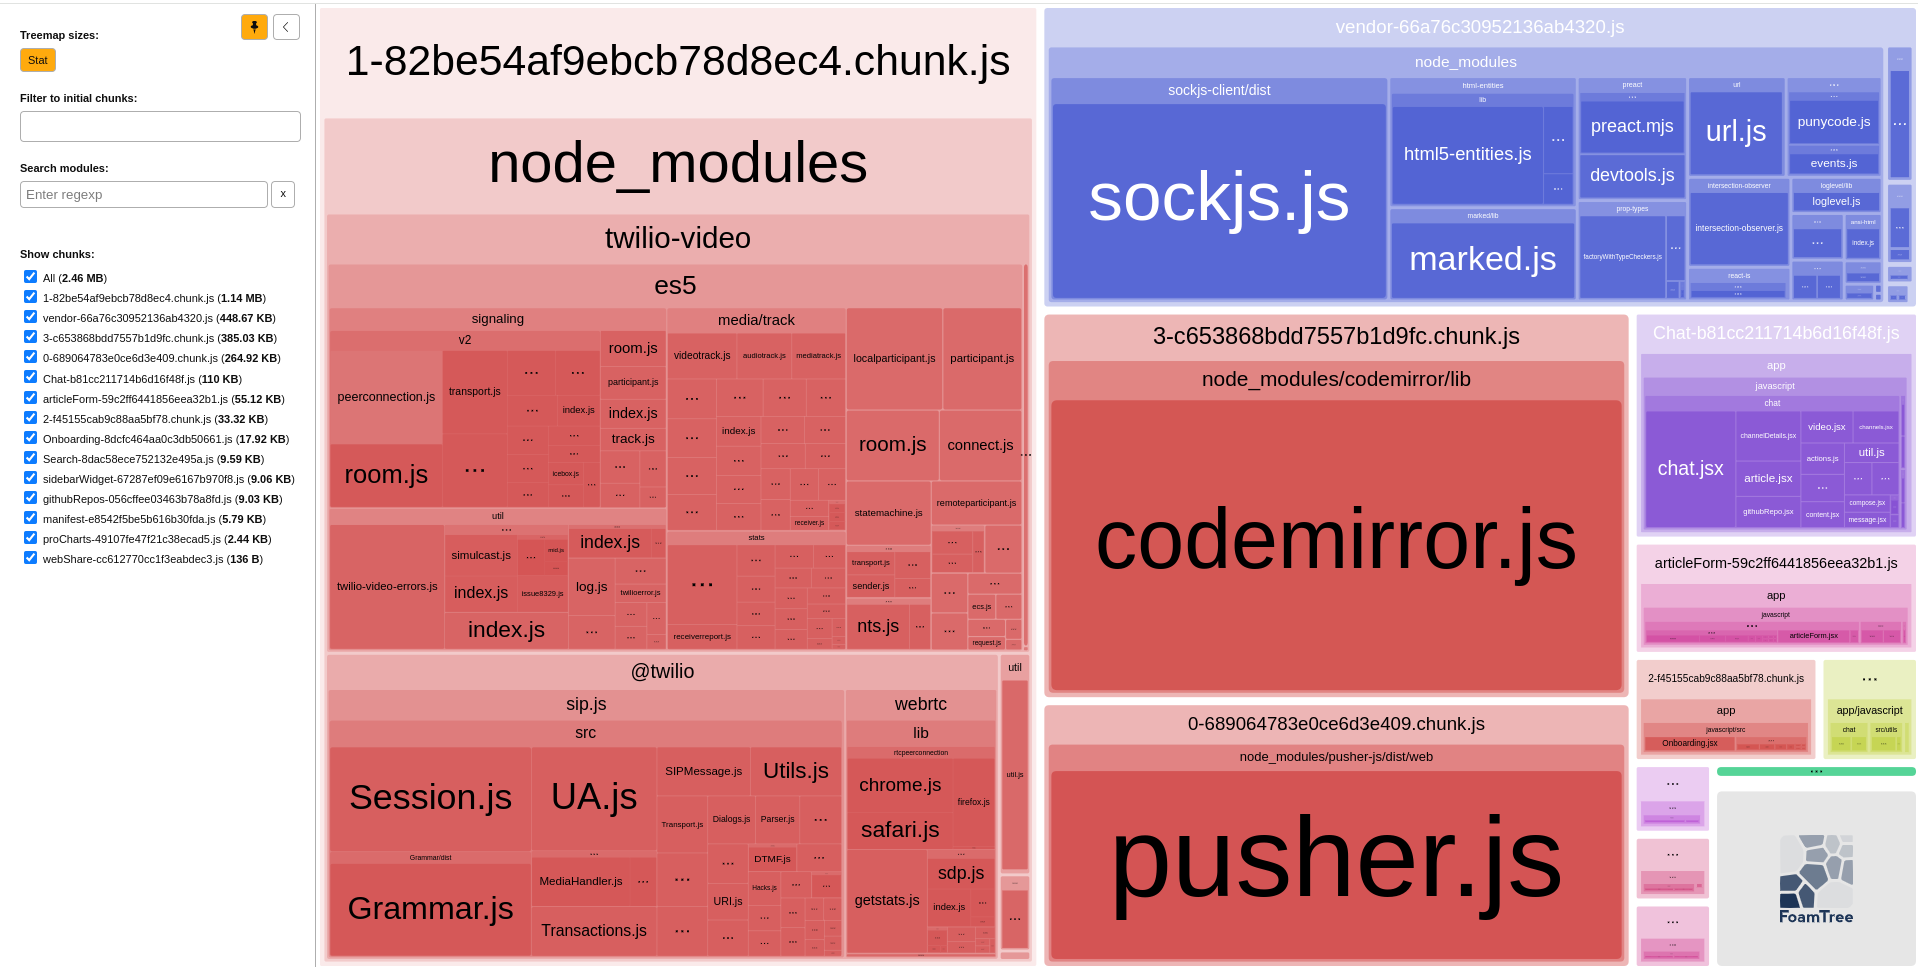 Treemap sizes:
Stat
Filter to initial chunks:
Search modules:
Enter regexp
x
Show chunks:
All (2.46 MB)
1-82be54af9ebcb78d8ec4.chunk.js (1.14 MB)
vendor-66a76c30952136ab4320.js (448.67 KB)
3-c653868bdd7557b1d9fc.chunk.js (385.03 KB)
0-689064783e0ce6d3e409.chunk.js (264.92 KB)
Chat-b81cc211714b6d16f48f.js (110 KB)
articleForm-59c2ff6441856eea32b1.js (55.12 KB)
2-f45155cab9c88aa5bf78.chunk.js (33.32 KB)
Onboarding-8dcfc464aa0c3db50661.js (17.92 KB)
Search-8dac58ece752132e495a.js (9.59 KB)
sidebarWidget-67287ef09e6167b970f8.js (9.06 KB)
githubRepos-056cffee03463b78a8fd.js (9.03 KB)
manifest-e8542f5be5b616b30fda.js (5.79 KB)
proCharts-49107fe47f21c38ecad5.js (2.44 KB)
webShare-cc612770cc1f3eabdec3.js (136 B)
1-82be54af9ebcb78d8ec4.chunk.js
node_modules
twilio-video
es5
signaling
v2
peerconnection.js
transport.js
room.js
...
index.js
icebox.js
room.js
participant.js
index.js
track.js
media/track
videotrack.js
audiotrack.js
mediatrack.js
index.js
receiver.js
localparticipant.js
participant.js
room.js
connect.js
statemachine.js
remoteparticipant.js
util
twilio-video-errors.js
simulcast.js
mid.js
index.js
issue8329.js
index.js
index.js
log.js
twilioerror.js
stats
...
receiverreport.js
transport.js
sender.js
nts.js
ecs.js
request.js
@twilio
sip.js
src
Session.js
UA.js
SIPMessage.js
Utils.js
Transport.js
Dialogs.js
Parser.js
Grammar/dist
Grammar.js
MediaHandler.js
Transactions.js
DTMF.js
Hacks.js
URI.js
webrtc
lib
rtcpeerconnection
chrome.js
firefox.js
safari.js
getstats.js
sdp.js
index.js
util
util.js
vendor-66a76c30952136ab4320.js
node_modules
sockjs-client/dist
sockjs.js
html-entities
lib
html5-entities.js
marked/lib
marked.js
preact
preact.mjs
devtools.js
prop-types
factoryWithTypeCheckers.js
url
url.js
intersection-observer
intersection-observer.js
react-is
punycode.js
events.js
loglevel/lib
loglevel.js
ansi-html
index.js
3-c653868bdd7557b1d9fc.chunk.js
node_modules/codemirror/lib
codemirror.js
0-689064783e0ce6d3e409.chunk.js
node_modules/pusher-js/dist/web
pusher.js
Chat-b81cc211714b6d16f48f.js
app
javascript
chat
chat.jsx
channelDetails.jsx
article.jsx
githubRepo.jsx
video.jsx
channels.jsx
actions.js
util.js
content.jsx
compose.jsx
message.jsx
articleForm-59c2ff6441856eea32b1.js
app
javascript
articleForm.jsx
2-f45155cab9c88aa5bf78.chunk.js
app
javascript/src
Onboarding.jsx
...
app/javascript
chat
src/utils
FoamTree